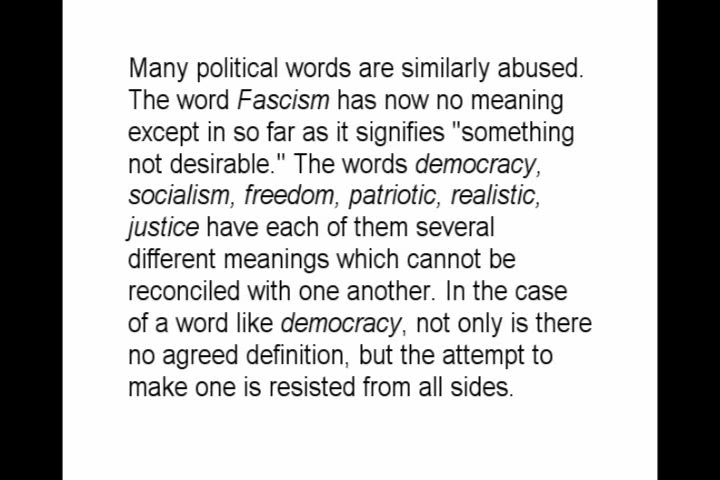 Many political words are similarly abused.
The word Fascism has now no meaning
except in so far as it signifies "something
not desirable." The words democracy,
socialism, freedom, patriotic, realistic,
justice have each of them several
different meanings which cannot be
reconciled with one another. In the case
of a word like democracy, not only is there
no agreed definition, but the attempt to
make one is resisted from all sides.